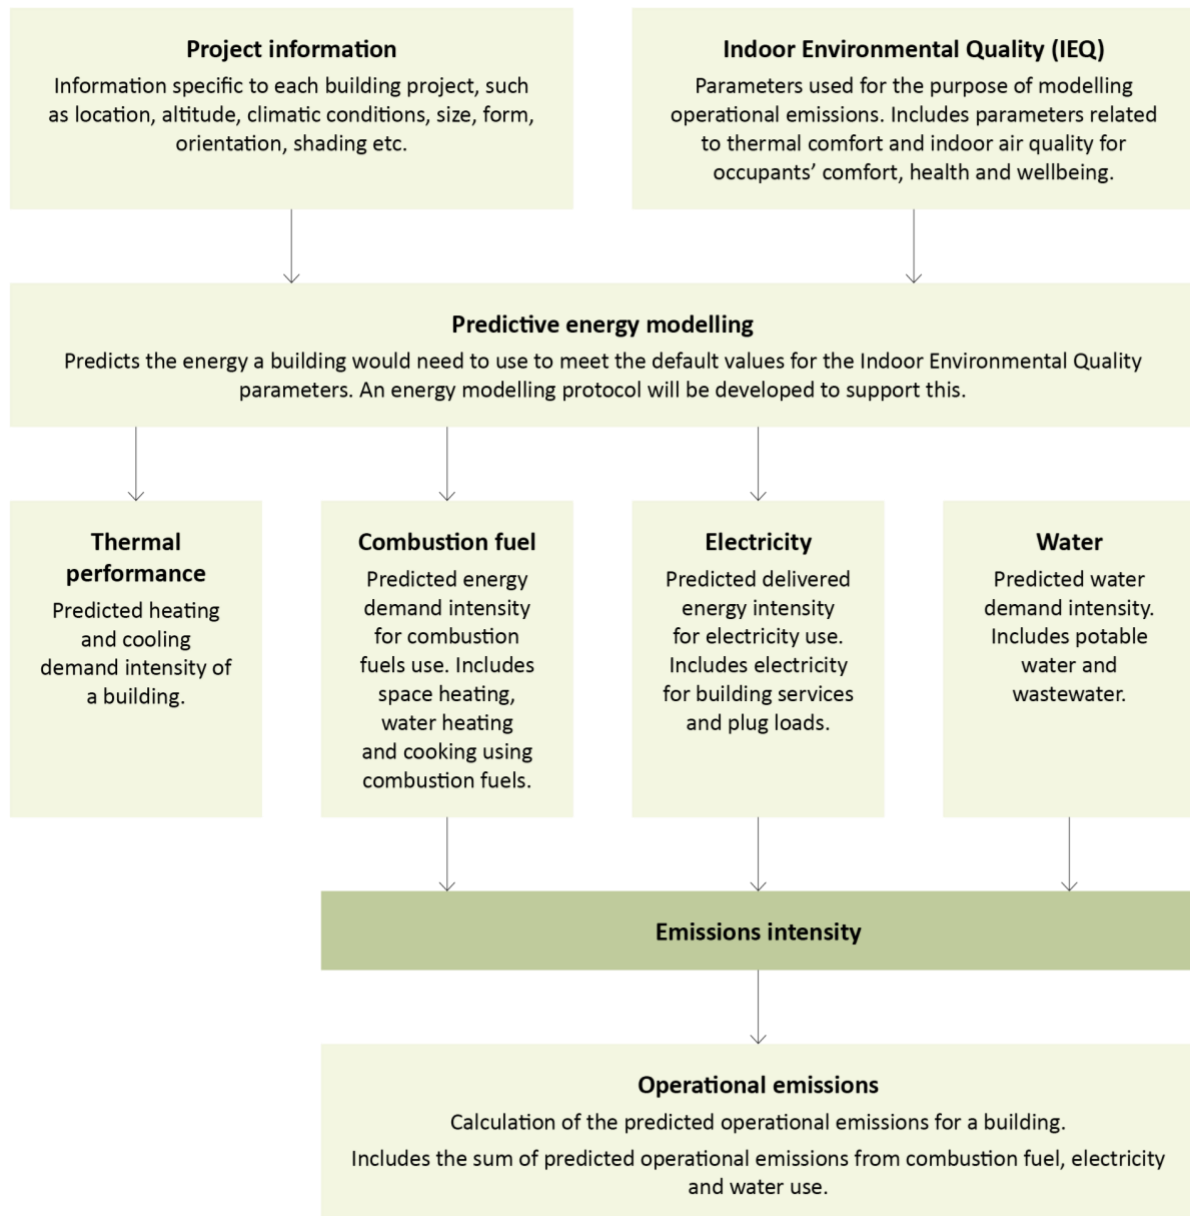 Project information
Information specific to each building project, such
as location, altitude, climatic conditions, size, form,
orientation, shading etc.
Indoor Environmental Quality (IEQ)
Parameters used for the purpose of modelling
operational emissions. Includes parameters related
to thermal comfort and indoor air quality for
occupants’ comfort, health and wellbeing.
Predictive energy modelling
Predicts the energy a building would need to use to meet the default values for the Indoor Environmental Quality
parameters. An energy modelling protocol will be developed to support this.
Thermal
performance
Predicted heating
and cooling
demand intensity of
a building.
Combustion fuel
Predicted energy
demand intensity
for combustion
fuels use. Includes
space heating,
water heating
and cooking using
combustion fuels.
Electricity
Predicted delivered
energy intensity
for electricity use.
Includes electricity
for building services
and plug loads.
Water
Predicted water
demand intensity.
Includes potable
water and
wastewater.
Emissions intensity
Operational emissions
Calculation of the predicted operational emissions for a building.
Includes the sum of predicted operational emissions from combustion fuel, electricity
and water use.